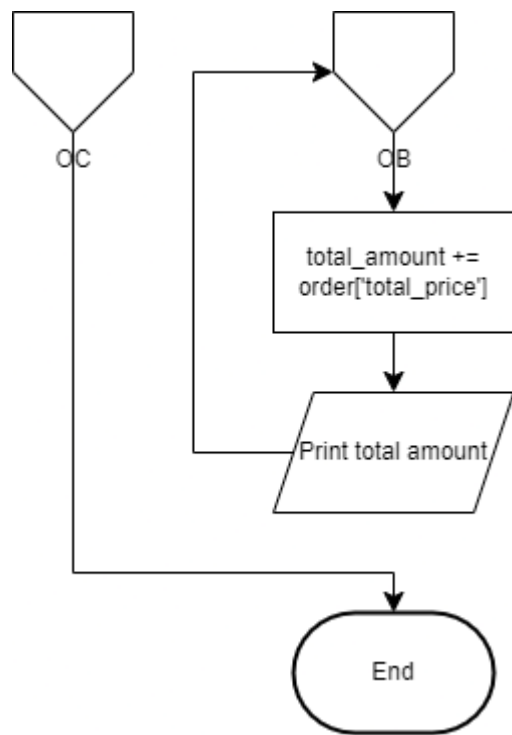 OC
OB
total_amount +=
order['total_price']
Print total amount
End